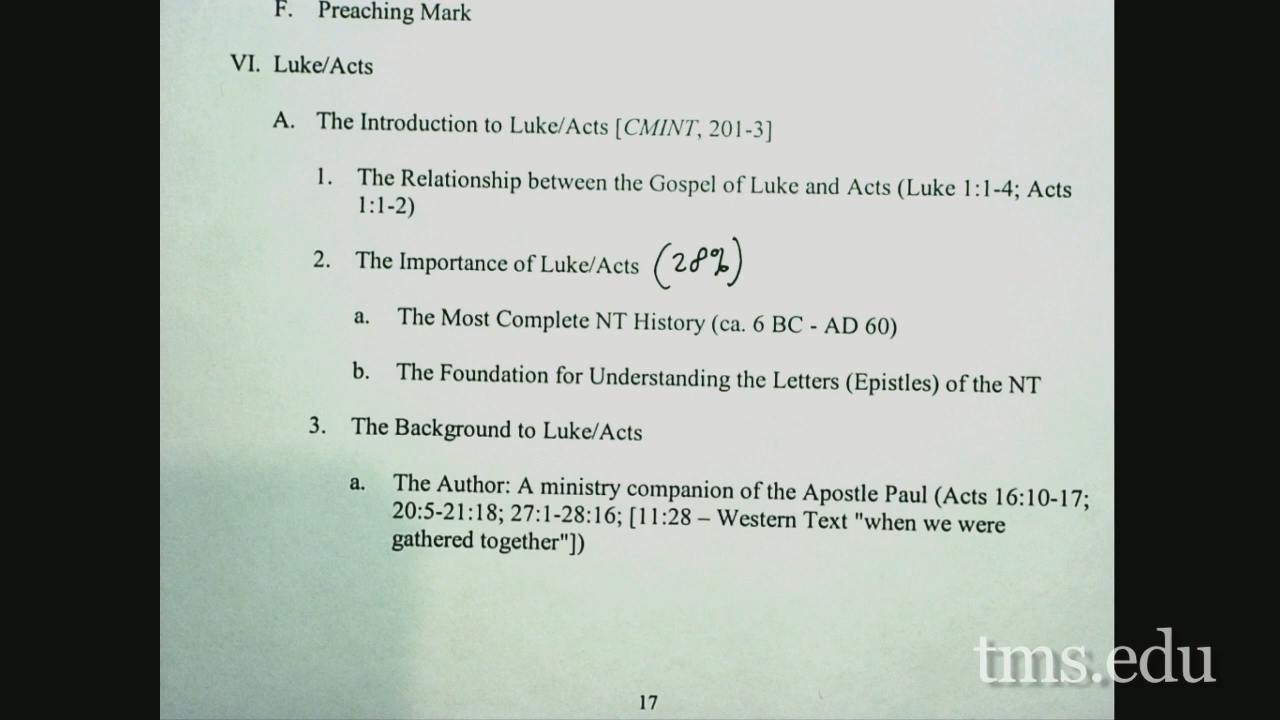 F. Preaching Mark
VI. Luke/Acts
A. The Introduction to Luke/Acts [CMINT, 201-3]
1. The Relationship between the Gospel of Luke and Acts (Luke 1:1-4; Acts
1:1-2)
2. The Importance of Luke/Acts (28%)
a. The Most Complete NT History (ca. 6 BC - AD 60)
b. The Foundation for Understanding the Letters (Epistles) of the NT
3. The Background to Luke/Acts
a. The Author: A ministry companion of the Apostle Paul (Acts 16:10-17;
20:5-21:18; 27:1-28:16; [11:28 – Western Text "when we were
gathered together"])
tms.edu
17